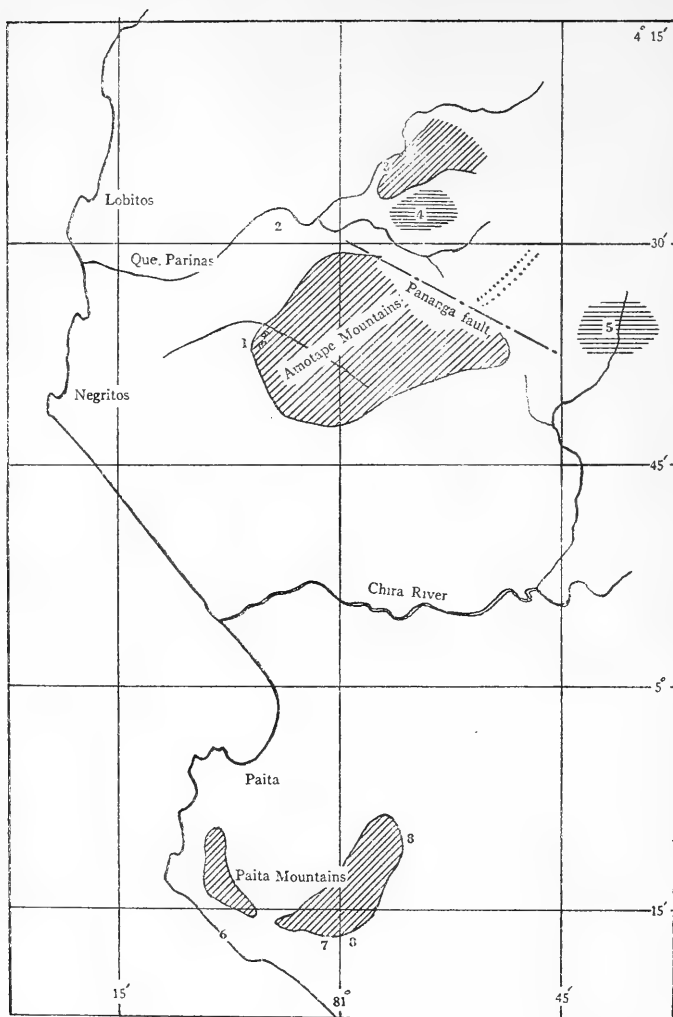 4° 15′
3
4
Lobitos
2
30′
Que. Parinas
Pananga fault
5
1
Amotape Mountains
Negritos
45′
Chira River
5°
Paita
8
Paita Mountains
15′
6
7
8
15′
81°
45′